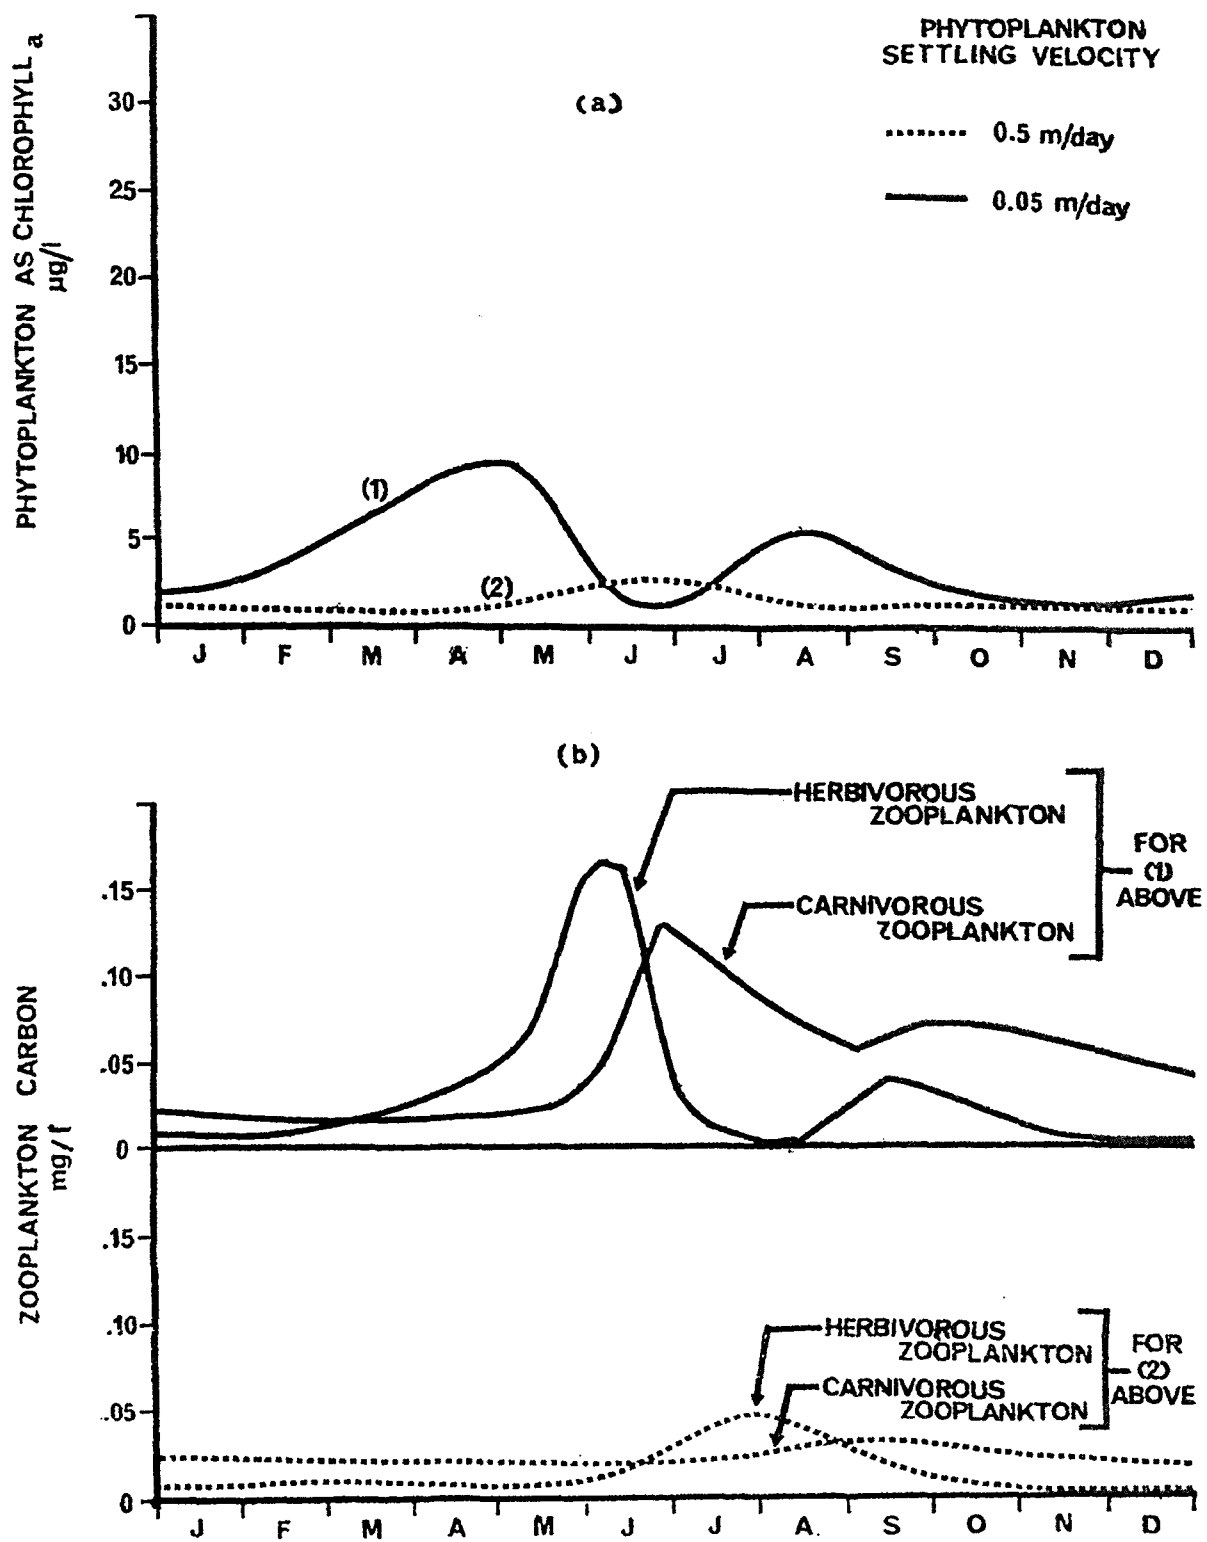 PHYTOPLANKTON
SETTLING VELOCITY
0.5 m/day
0.05 m/day
(a)
PHYTOPLANKTON AS CHLOROPHYLL a
µg/l
30
25
20
15
10
5
0
(1)
(2)
J F M A M J J A S O N D
(b)
HERBIVOROUS
ZOOPLANKTON
CARNIVOROUS
ZOOPLANKTON
FOR
(1)
ABOVE
ZOOPLANKTON CARBON
mg/l
.15
.10
.05
0
.15
.10
.05
0
HERBIVOROUS
ZOOPLANKTON
CARNIVOROUS
ZOOPLANKTON
FOR
(2)
ABOVE
J F M A M J J A S O N D